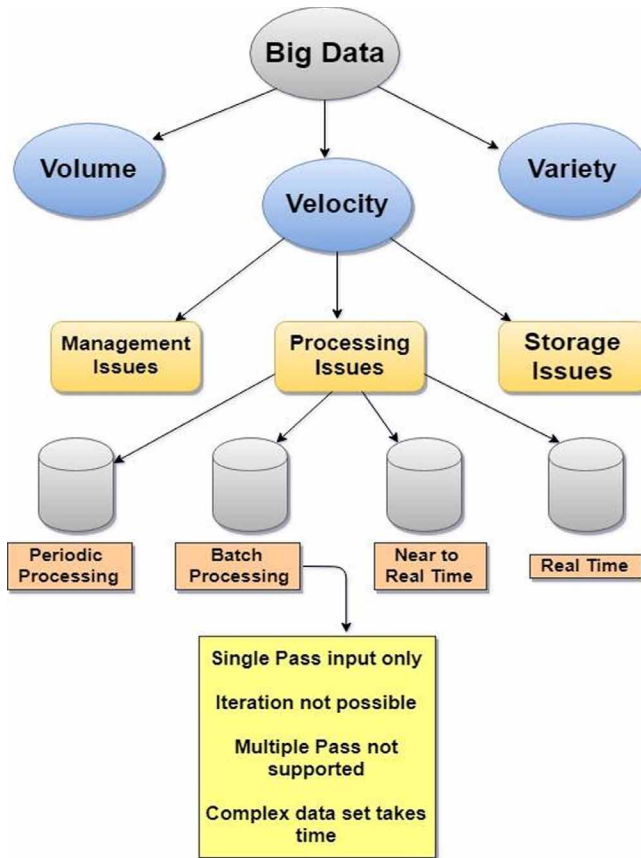 Big Data
Volume
Velocity
Variety
Management
Issues
Processing
Issues
Storage
Issues
Periodic
Processing
Batch
Processing
Near to
Real Time
Real Time
Single Pass input only
Iteration not possible
Multiple Pass not
supported
Complex data set takes
time